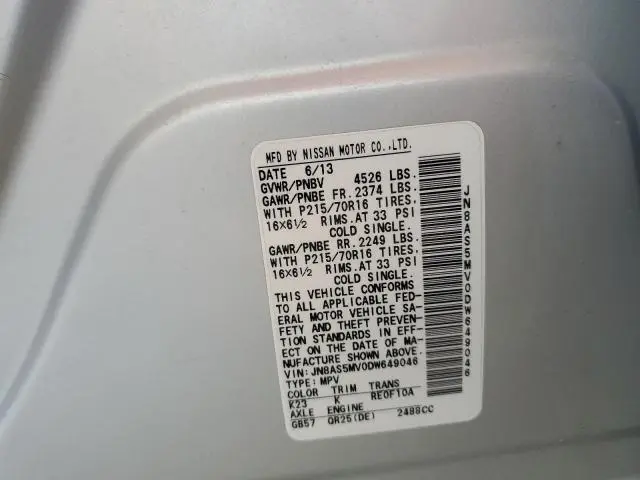 MFD BY NISSAN MOTOR CO.,LTD.
DATE 6/13
GVWR/PNBV 4526 LBS.
GAWR/PNBE FR. 2374 LBS.
WITH P215/70R16 TIRES,
16X6½ RIMS.AT 33 PSI
COLD SINGLE.
GAWR/PNBE RR. 2249 LBS.
WITH P215/70R16 TIRES,
16X6½ RIMS.AT 33 PSI
COLD SINGLE.
THIS VEHICLE CONFORMS
TO ALL APPLICABLE FED-
ERAL MOTOR VEHICLE SA-
FETY AND THEFT PREVEN-
TION STANDARDS IN EFF-
ECT ON THE DATE OF MA-
NUFACTURE SHOWN ABOVE.
VIN: JN8AS5MV0DW649046
TYPE: MPV
COLOR TRIM TRANS
K23 K RE0F10A
AXLE ENGINE
GB57 QR25(DE) 2488CC
JN8AS5MV0DW649046